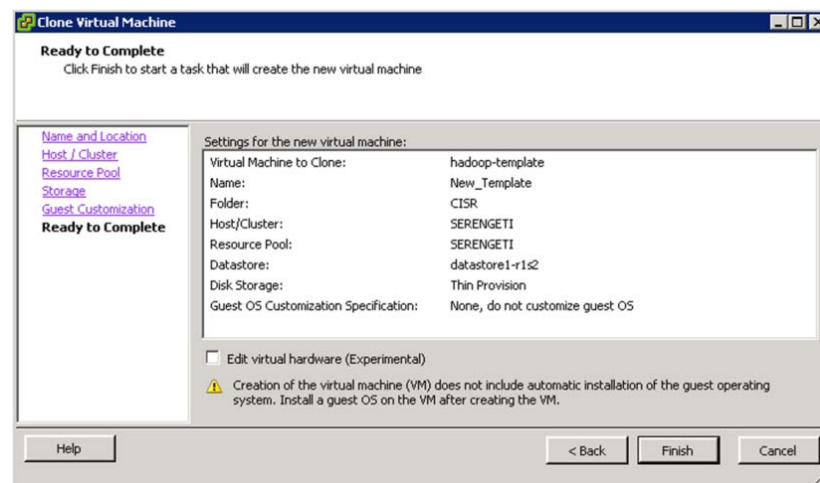 Clone Virtual Machine
Ready to Complete
Click Finish to start a task that will create the new virtual machine
Name and Location
Host / Cluster
Resource Pool
Storage
Guest Customization
Ready to Complete
Settings for the new virtual machine:
Virtual Machine to Clone: hadoop-template
Name: New_Template
Folder: CISR
Host/Cluster: SERENGETI
Resource Pool: SERENGETI
Datastore: datastore1-r1s2
Disk Storage: Thin Provision
Guest OS Customization Specification: None, do not customize guest OS
Edit virtual hardware (Experimental)
Creation of the virtual machine (VM) does not include automatic installation of the guest operating
system. Install a guest OS on the VM after creating the VM.
Help < Back Finish Cancel